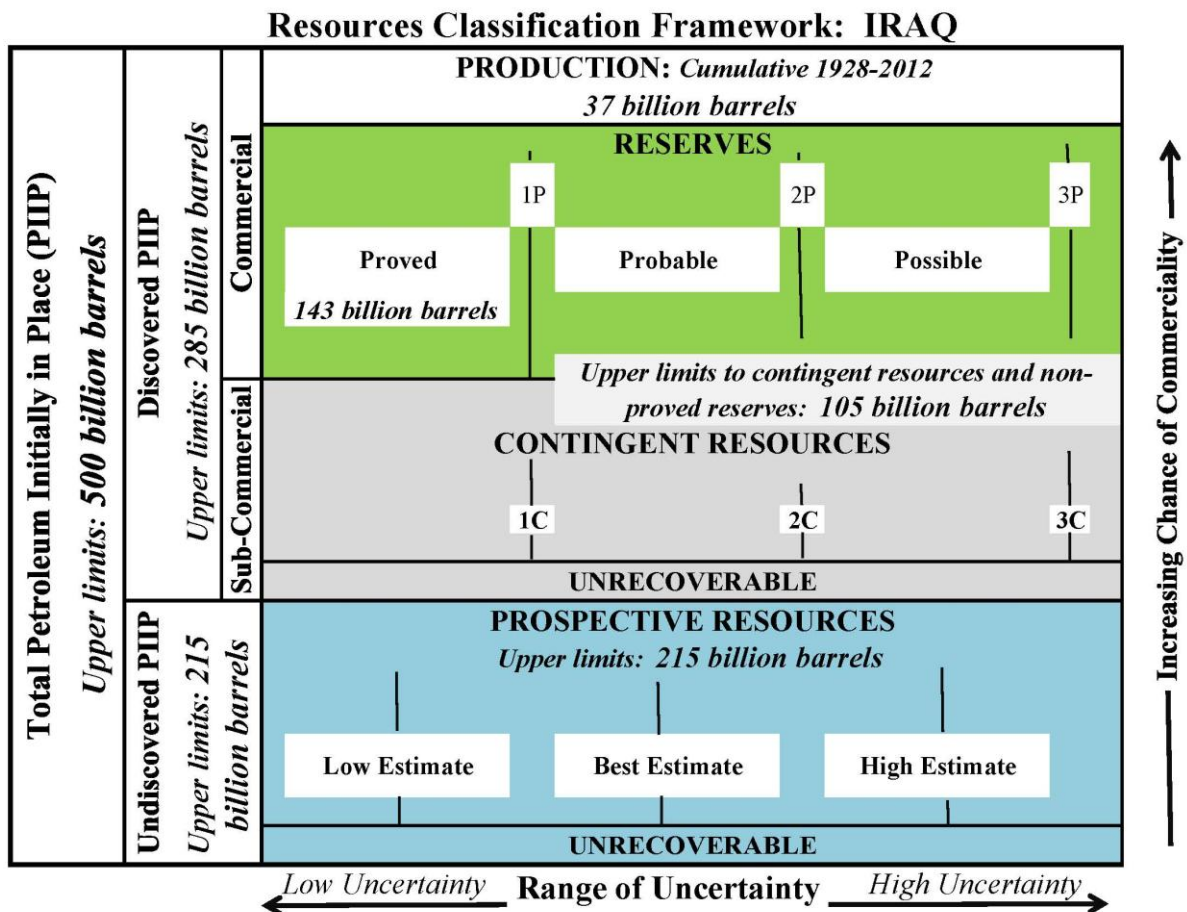 Resources Classification Framework: IRAQ
Total Petroleum Initially in Place (PIIP)
Upper limits: 500 billion barrels
Discovered PIIP
Upper limits: 285 billion barrels
Commercial
PRODUCTION: Cumulative 1928-2012
37 billion barrels
RESERVES
1P
2P
3P
Proved
143 billion barrels
Probable
Possible
Sub-Commercial
Upper limits to contingent resources and non-
proved reserves: 105 billion barrels
CONTINGENT RESOURCES
1C
2C
3C
UNRECOVERABLE
Undiscovered PIIP
Upper limits: 215
billion barrels
PROSPECTIVE RESOURCES
Upper limits: 215 billion barrels
Low Estimate
Best Estimate
High Estimate
UNRECOVERABLE
Low Uncertainty
Range of Uncertainty
High Uncertainty
Increasing Chance of Commerciality